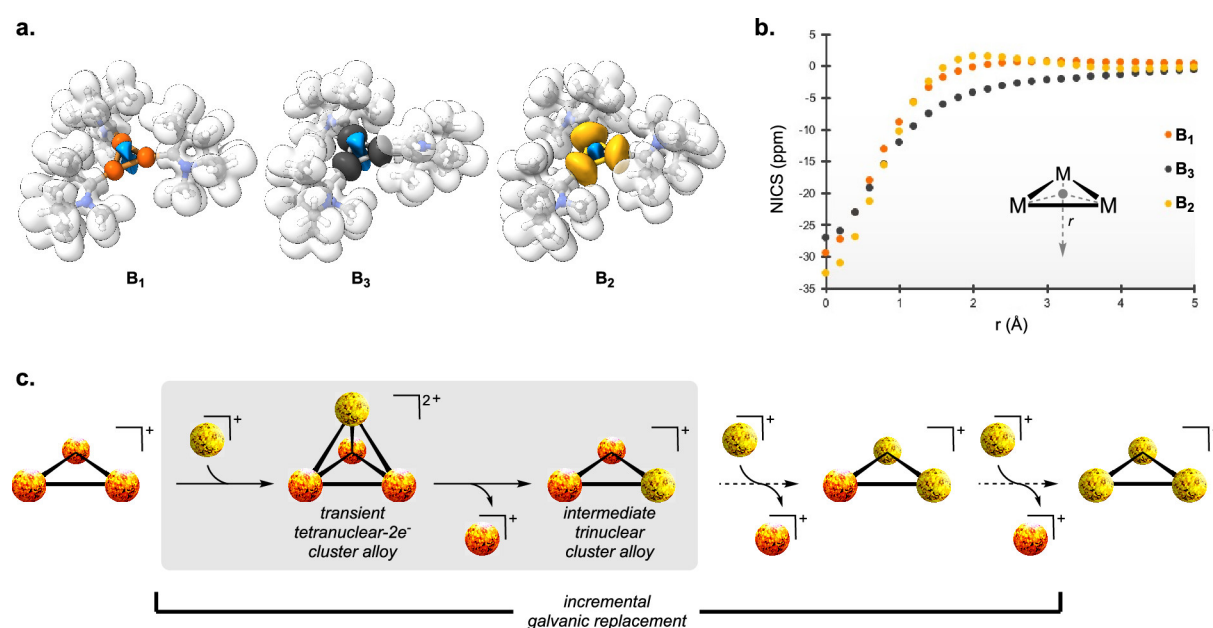 a.
B₁
B₃
B₂
b.
NICS (ppm)
5
0
-5
-10
-15
-20
-25
-30
-35
0
1
2
3
4
5
r (Å)
B₁
B₃
B₂
M
M
M
r
c.
+
+
2+
+
+
+
+
+
+
transient
tetranuclear-2e⁻
cluster alloy
intermediate
trinuclear
cluster alloy
incremental
galvanic replacement